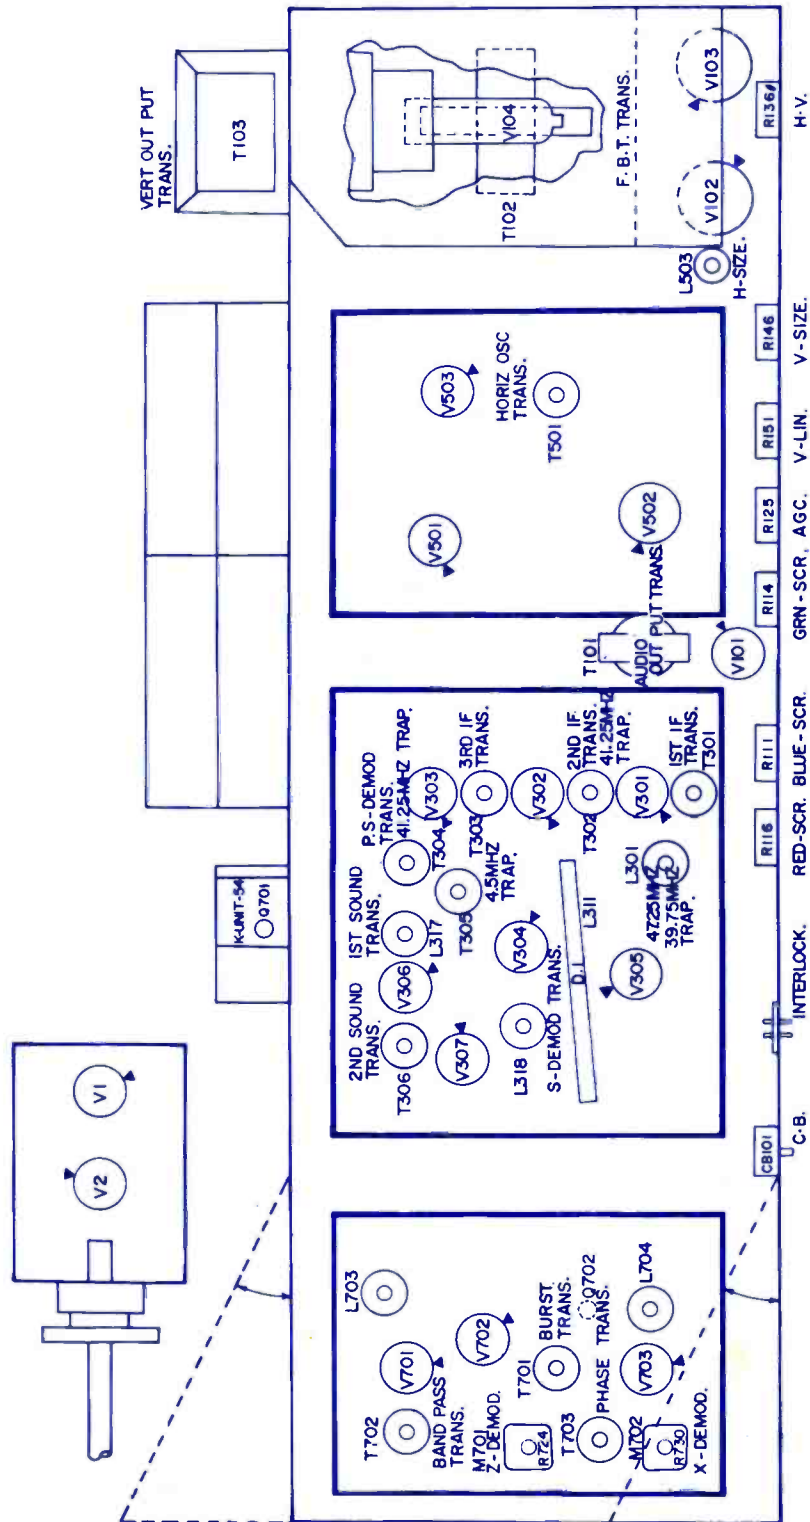 VERT OUT PUT
TRANS.
T103
V104
T102
F.B.T. TRANS.
V103
V102
R136
H·V.
L503
H-SIZE.
V503
HORIZ OSC
TRANS.
T501
V501
V502
R146
V-SIZE.
R151
V-LIN.
R125
AGC.
R114
GRN-SCR,
T101
AUDIO
OUT PUT TRANS
V101
P.S-DEMOD
TRANS.
41.25MHZ TRAP.
V303
T304
3RD IF
TRANS.
T303
V302
2ND IF
TRANS.
41.25MHZ
TRAP.
T302
V301
1ST IF
TRANS.
T301
R111
BLUE-SCR.
R116
RED-SCR.
L301
47.25MHZ
39.75MHZ
TRAP.
4.5MHZ
TRAP.
T305
1ST SOUND
TRANS.
L317
V306
V304
L311
D.L
V305
2ND SOUND
TRANS.
T306
V307
L318
S-DEMOD TRANS.
K-UNIT-54
Q701
INTERLOCK.
CB101
C·B.
V1
V2
L703
V701
V702
T702
BAND PASS
TRANS.
T701
BURST
TRANS.
Q702
L704
PHASE TRANS.
T703
V703
M701
Z-DEMOD.
R724
M702
R730
X-DEMOD.